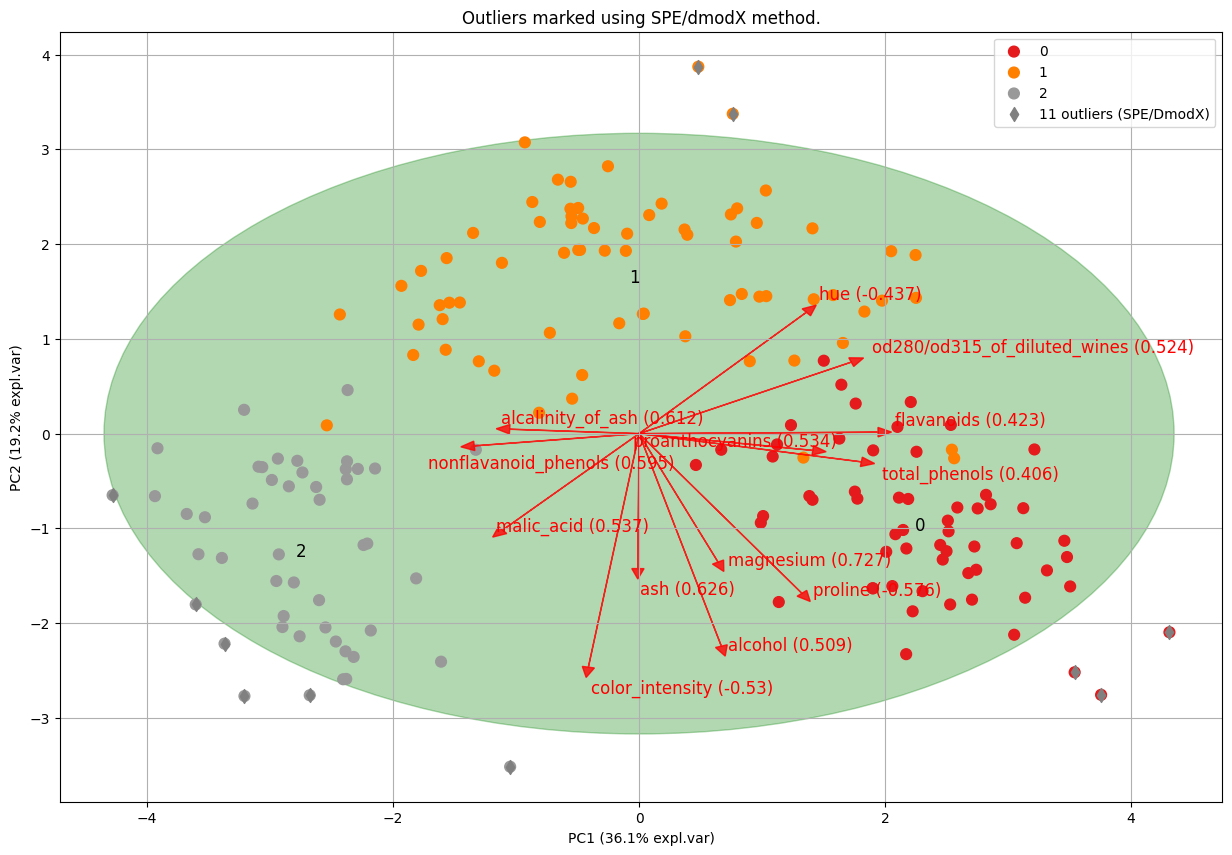 Outliers marked using SPE/dmodX method.
0
1
2
11 outliers (SPE/DmodX)
4
3
2
1
0
−1
−2
−3
PC2 (19.2% expl.var)
1
hue (-0.437)
od280/od315_of_diluted_wines (0.524)
alcalinity_of_ash (0.612)
flavanoids (0.423)
proanthocyanins (0.534)
nonflavanoid_phenols (0.595)
total_phenols (0.406)
malic_acid (0.537)
0
2
magnesium (0.727)
ash (0.626)
proline (-0.576)
alcohol (0.509)
color_intensity (-0.53)
−4
−2
0
2
4
PC1 (36.1% expl.var)